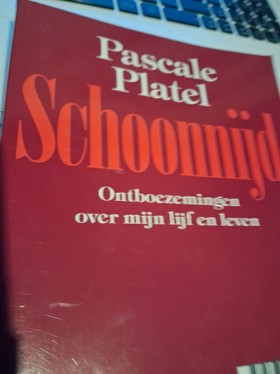 Pascale
Platel
Schoonnijd
Ontboezemingen
over mijn lijf en leven